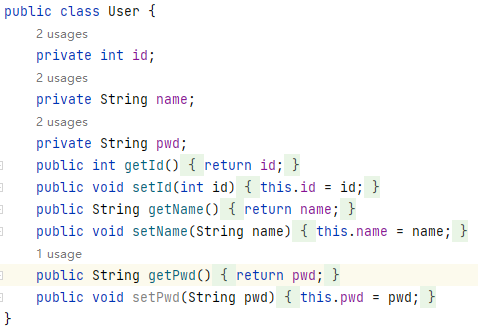 public class User {
2 usages
private int id;
2 usages
private String name;
2 usages
private String pwd;
public int getId() { return id; }
public void setId(int id) { this.id = id; }
public String getName() { return name; }
public void setName(String name) { this.name = name; }
1 usage
public String getPwd() { return pwd; }
public void setPwd(String pwd) { this.pwd = pwd; }
}